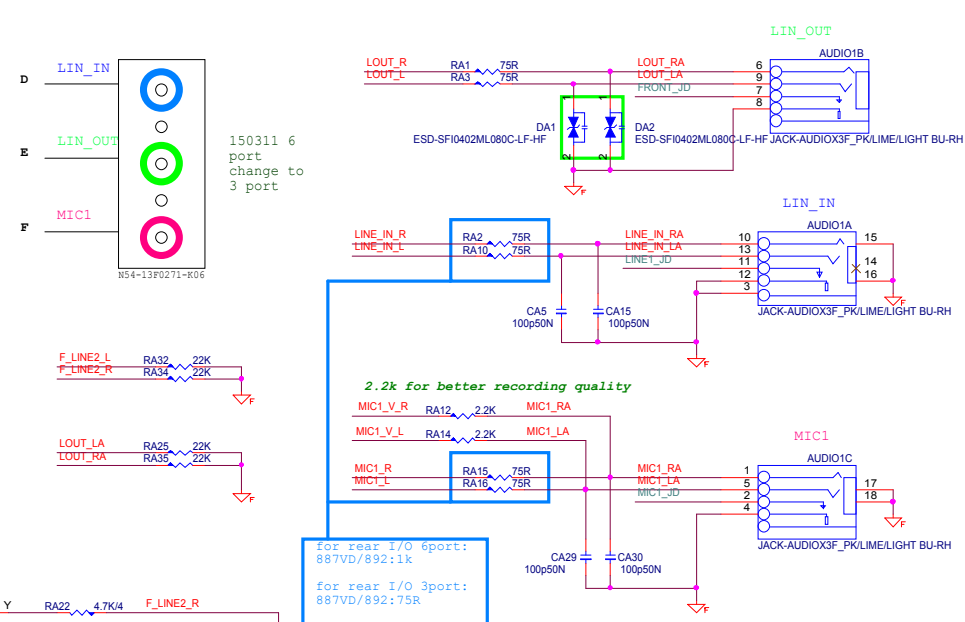 LIN_OUT
AUDIO1B
LOUT_R RA1 75R LOUT_RA 6
LOUT_L RA3 75R LOUT_LA 9
FRONT_JD 7
8
1 1
DA1 DA2
ESD-SFI0402ML080C-LF-HF ESD-SFI0402ML080C-LF-HF JACK-AUDIOX3F_PK/LIME/LIGHT BU-RH
2 2
F
D LIN_IN
E LIN_OUT
F MIC1
N54-13F0271-K06
150311 6
port
change to
3 port
LIN_IN
AUDIO1A
LINE_IN_R RA2 75R LINE_IN_RA 10 15
LINE_IN_L RA10 75R LINE_IN_LA 13
LINE1_JD 11 14
12 16
3
F
JACK-AUDIOX3F_PK/LIME/LIGHT BU-RH
CA5 CA15
100p50N 100p50N
F
F_LINE2_L RA32 22K
F_LINE2_R RA34 22K
F
2.2k for better recording quality
MIC1_V_R RA12 2.2K MIC1_RA
MIC1_V_L RA14 2.2K MIC1_LA
LOUT_LA RA25 22K
LOUT_RA RA35 22K
F
MIC1
AUDIO1C
MIC1_R RA15 75R MIC1_RA 1
MIC1_L RA16 75R MIC1_LA 5 17
MIC1_JD 2 18
4
F
JACK-AUDIOX3F_PK/LIME/LIGHT BU-RH
CA29 CA30
100p50N 100p50N
F
for rear I/O 6port:
887VD/892:1k
for rear I/O 3port:
887VD/892:75R
Y RA22 4.7K/4 F_LINE2_R